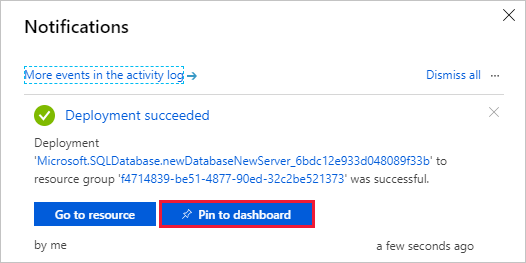 Notifications
More events in the activity log → Dismiss all ...
Deployment succeeded
Deployment
'Microsoft.SQLDatabase.newDatabaseNewServer_6bdc12e933d048089f33b' to
resource group 'f4714839-be51-4877-90ed-32c2be521373' was successful.
Go to resource Pin to dashboard
by me a few seconds ago